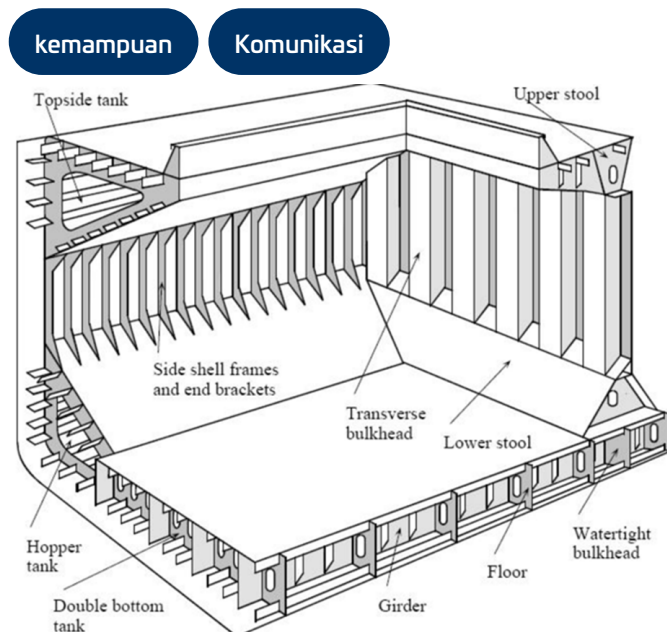 kemampuan
Komunikasi
Topside tank
Upper stool
Side shell frames
and end brackets
Transverse
bulkhead
Lower stool
Hopper
tank
Double bottom
tank
Girder
Floor
Watertight
bulkhead